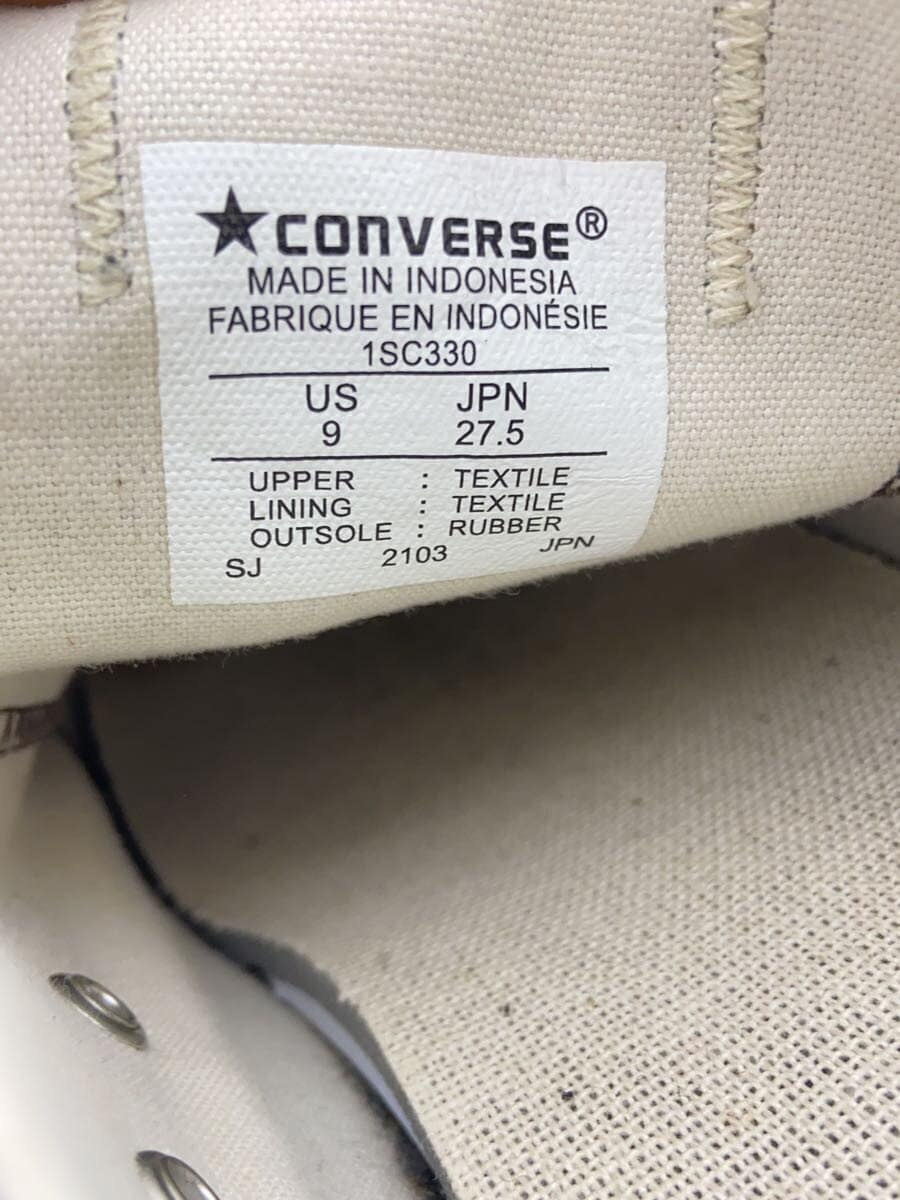 ★CONVERSE®
MADE IN INDONESIA
FABRIQUE EN INDONÉSIE
1SC330
US JPN
9 27.5
UPPER : TEXTILE
LINING : TEXTILE
OUTSOLE : RUBBER
SJ 2103 JPN